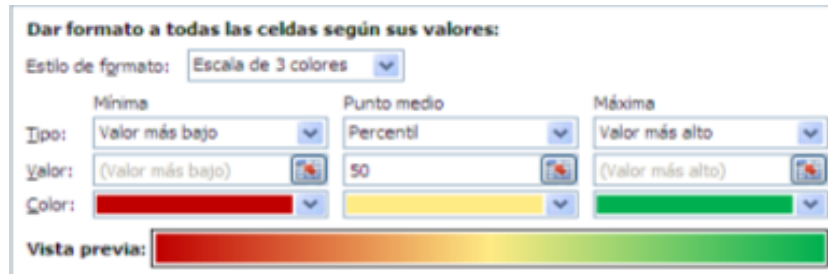 Dar formato a todas las celdas según sus valores:
Estilo de formato: Escala de 3 colores
Mínima Punto medio Máxima
Tipo: Valor más bajo Percentil Valor más alto
Valor: (Valor más bajo) 50 (Valor más alto)
Color:
Vista previa: